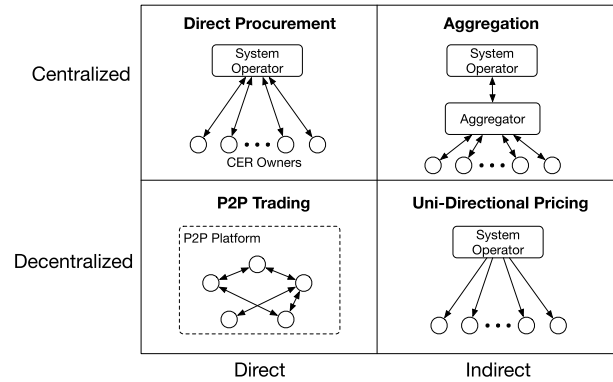 Direct Procurement
Aggregation
Centralized
System
Operator
System
Operator
Aggregator
CER Owners
P2P Trading
Uni-Directional Pricing
Decentralized
P2P Platform
System
Operator
Direct
Indirect